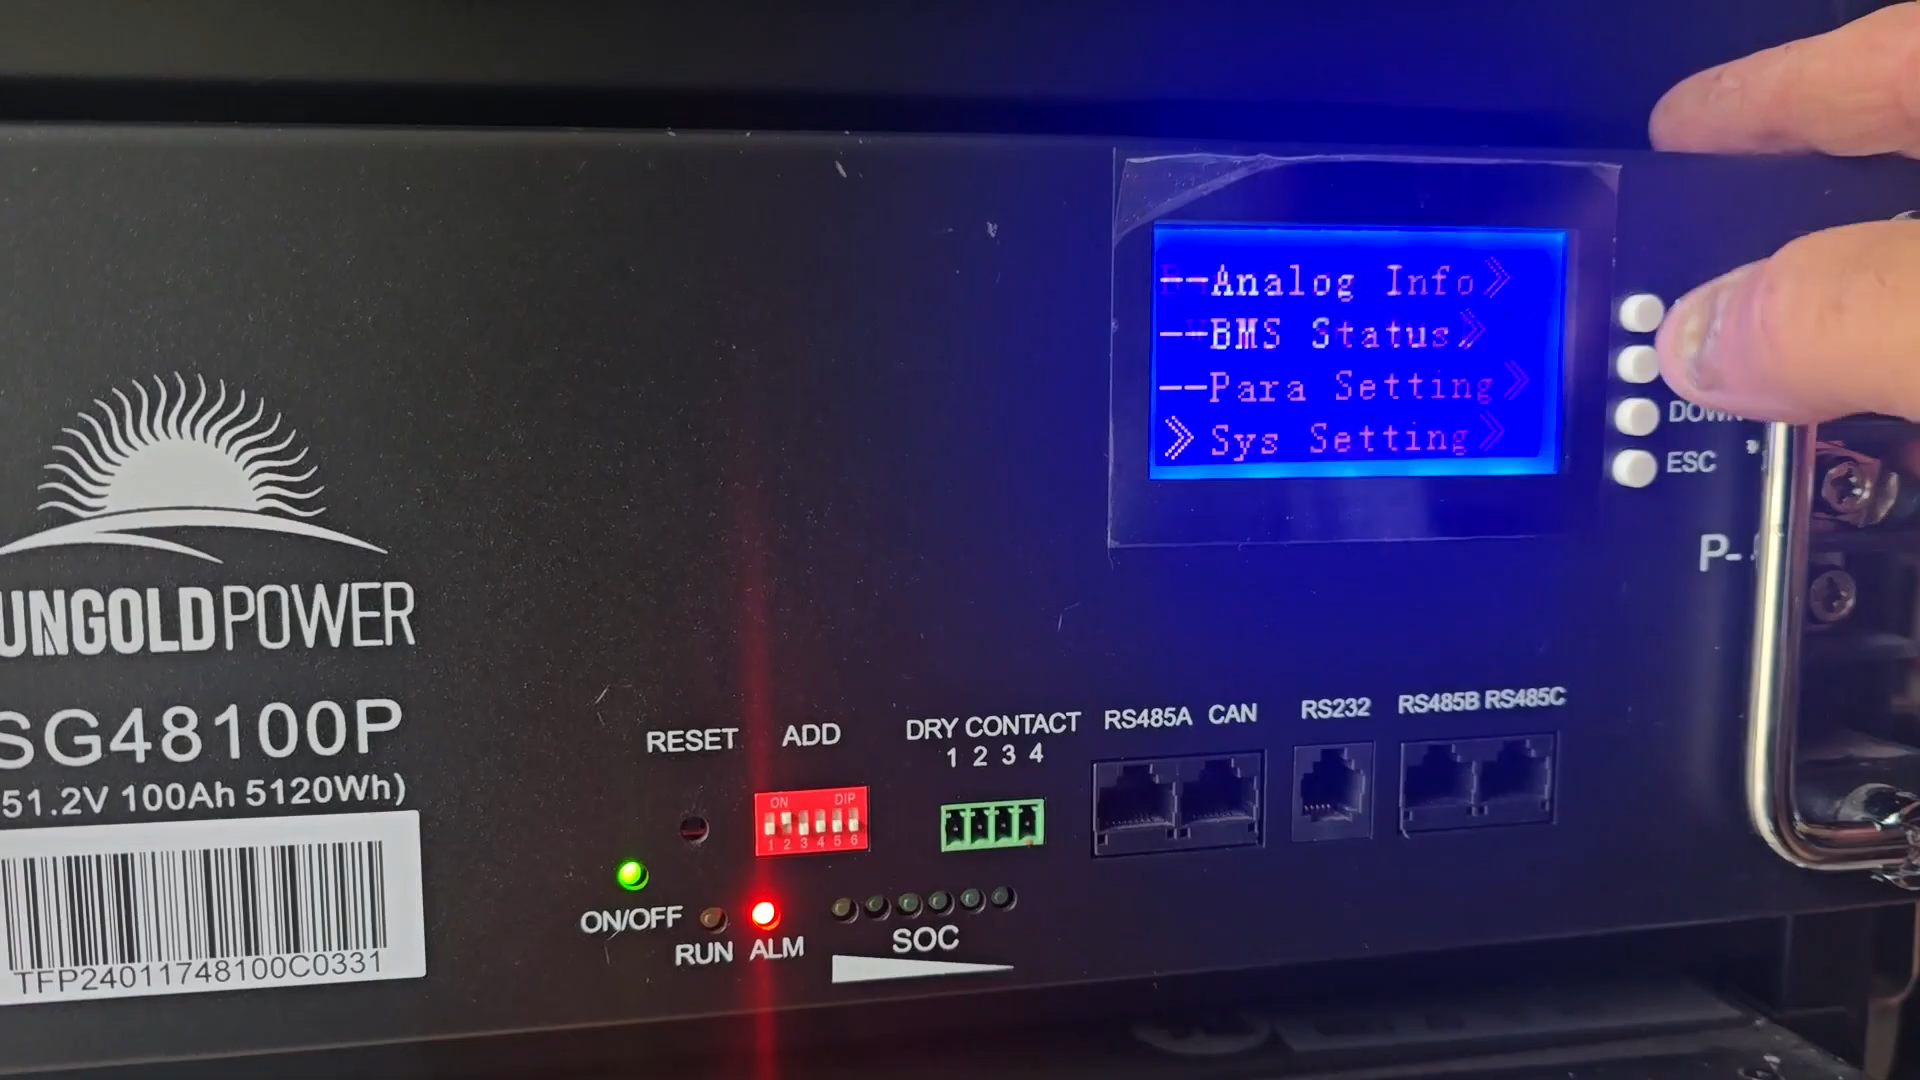 --Analog Info»
--BMS Status»
--Para Setting»
» Sys Setting»
DOWN
ESC
P-
UNGOLDPOWER
SG48100P
51.2V 100Ah 5120Wh)
TFP24011748100C0331
RESET
ADD
ON DIP
1 2 3 4 5 6
DRY CONTACT
1 2 3 4
RS485A CAN
RS232
RS485B RS485C
ON/OFF
RUN
ALM
SOC